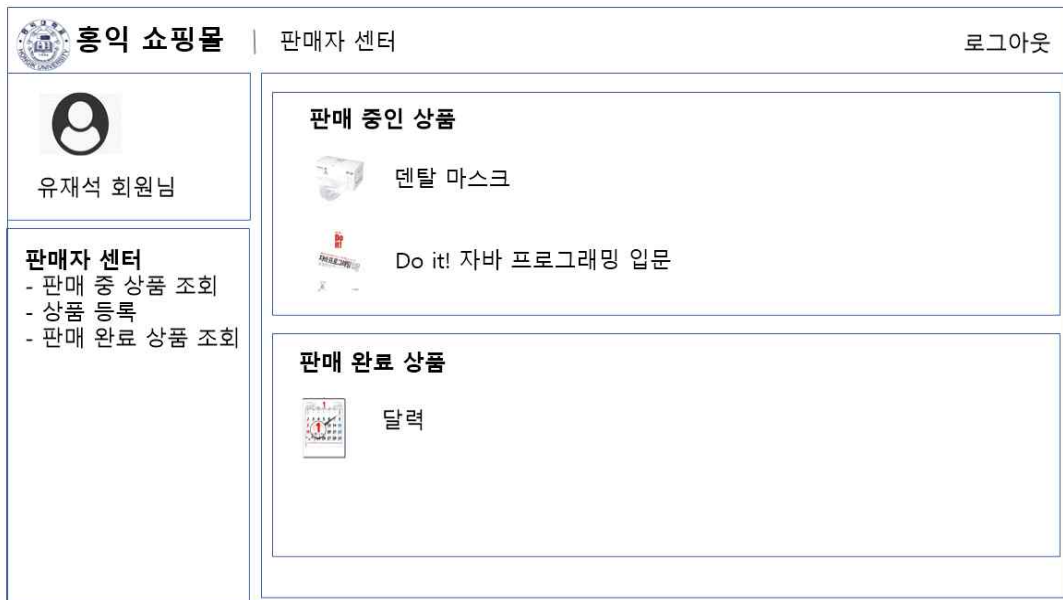 홍익 쇼핑몰 | 판매자 센터
로그아웃
유재석 회원님
판매자 센터
- 판매 중 상품 조회
- 상품 등록
- 판매 완료 상품 조회
판매 중인 상품
덴탈 마스크
Do it! 자바 프로그래밍 입문
판매 완료 상품
달력